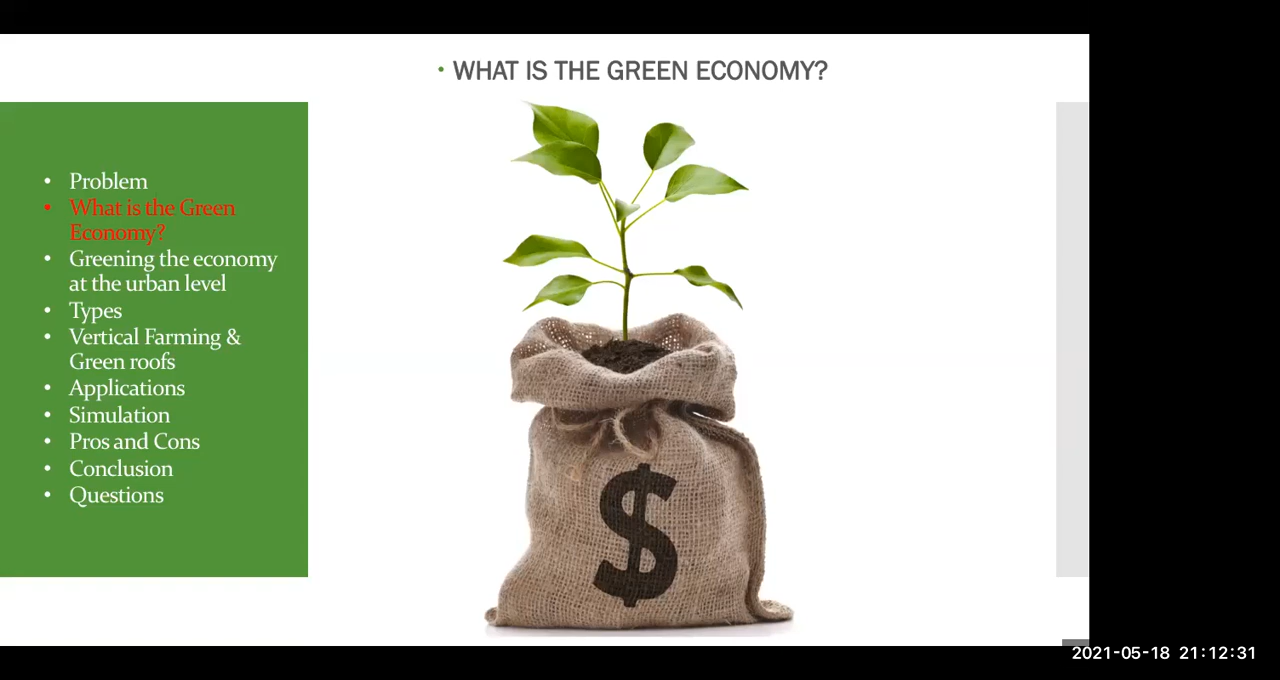 • WHAT IS THE GREEN ECONOMY?
• Problem
• What is the Green
Economy?
• Greening the economy
at the urban level
• Types
• Vertical Farming &
Green roofs
• Applications
• Simulation
• Pros and Cons
• Conclusion
• Questions
$
2021-05-18 21:12:31